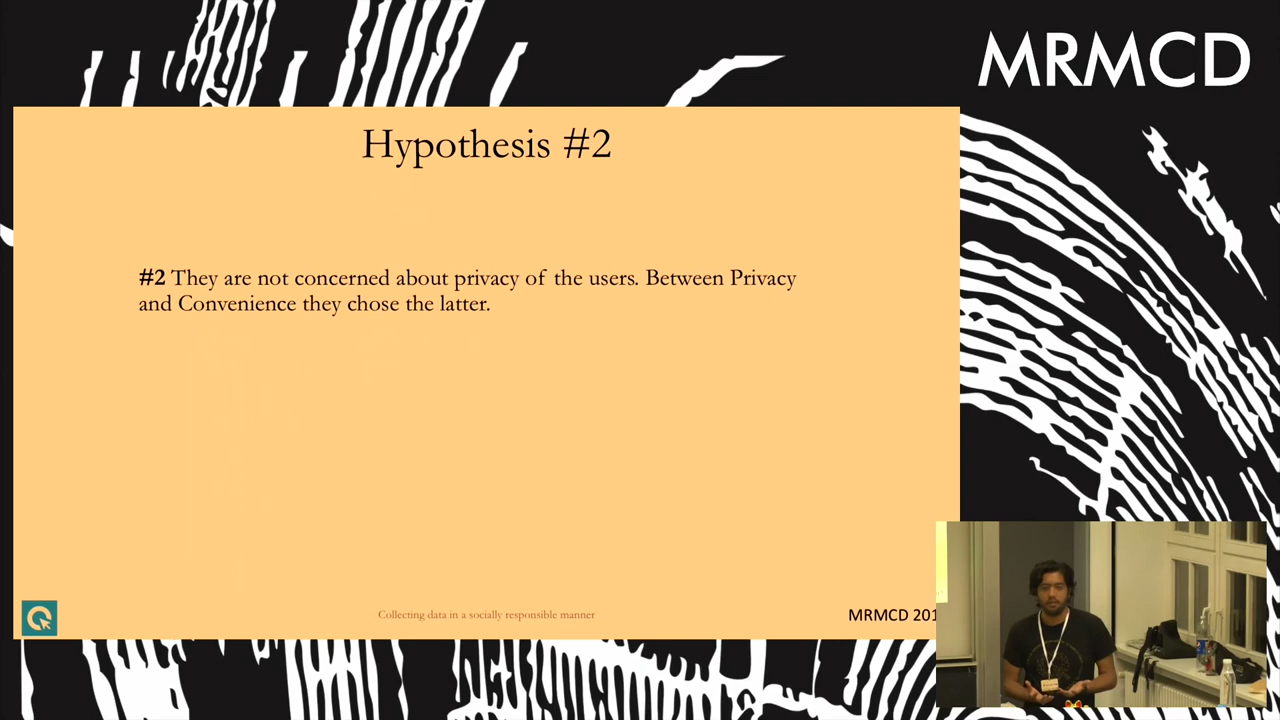 MRMCD
Hypothesis #2
#2 They are not concerned about privacy of the users. Between Privacy
and Convenience they chose the latter.
Collecting data in a socially responsible manner
MRMCD 201